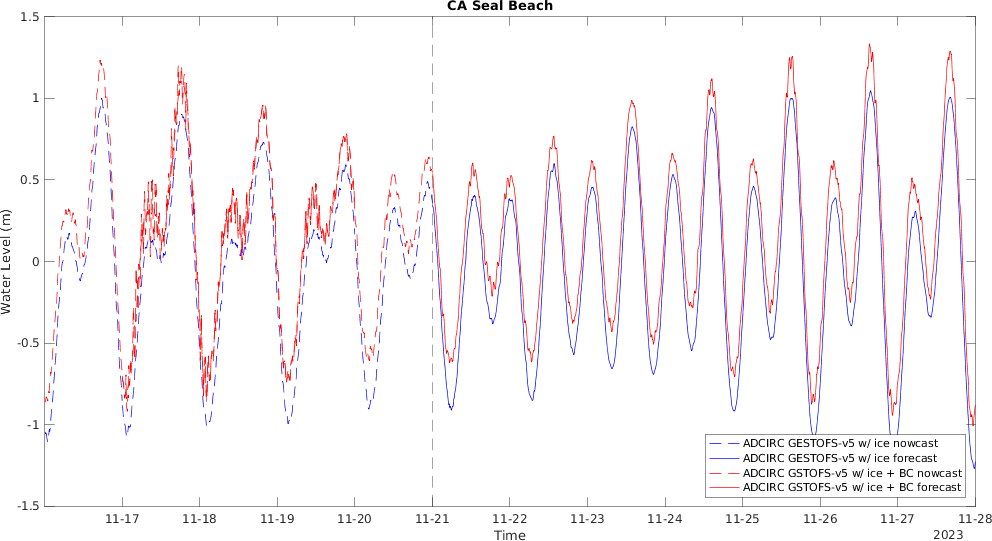 CA Seal Beach
1.5
1
0.5
0
-0.5
-1
-1.5
Water Level (m)
11-17 11-18 11-19 11-20 11-21 11-22 11-23 11-24 11-25 11-26 11-27 11-28
Time
2023
ADCIRC GESTOFS-v5 w/ ice nowcast
ADCIRC GESTOFS-v5 w/ ice forecast
ADCIRC GSTOFS-v5 w/ ice + BC nowcast
ADCIRC GSTOFS-v5 w/ ice + BC forecast